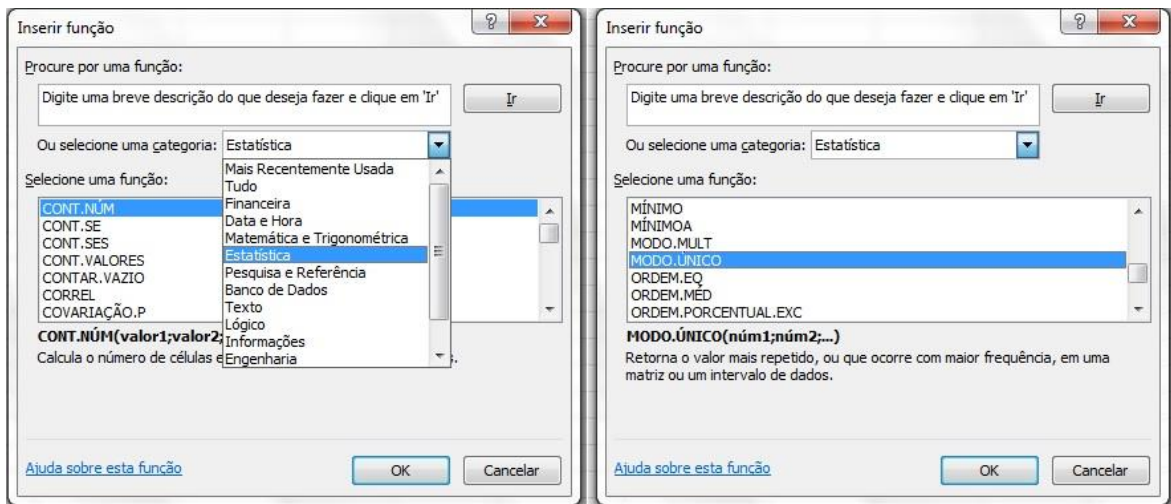 Inserir função
Procure por uma função:
Digite uma breve descrição do que deseja fazer e clique em 'Ir'
Ir
Ou selecione uma categoria: Estatística
Mais Recentemente Usada
Tudo
Financeira
Data e Hora
Matemática e Trigonométrica
Estatística
Pesquisa e Referência
Banco de Dados
Texto
Lógico
Informações
Engenharia
Selecione uma função:
CONT.NÚM
CONT.SE
CONT.SES
CONT.VALORES
CONTAR.VAZIO
CORREL
COVARIAÇÃO.P
CONT.NÚM(valor1;valor2;
Calcula o número de células e
s.
Ajuda sobre esta função
OK
Cancelar
Inserir função
Procure por uma função:
Digite uma breve descrição do que deseja fazer e clique em 'Ir'
Ir
Ou selecione uma categoria: Estatística
Selecione uma função:
MÍNIMO
MÍNIMOA
MODO.MULT
MODO.ÚNICO
ORDEM.EQ
ORDEM.MÉD
ORDEM.PORCENTUAL.EXC
MODO.ÚNICO(núm1;núm2;...)
Retorna o valor mais repetido, ou que ocorre com maior frequência, em uma
matriz ou um intervalo de dados.
Ajuda sobre esta função
OK
Cancelar